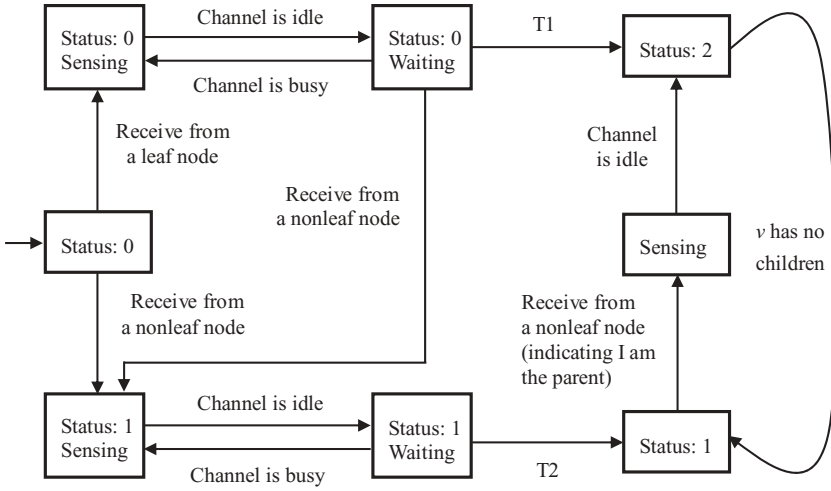 Status: 0
Sensing
Channel is idle
Channel is busy
Status: 0
Waiting
T1
Status: 2
Receive from
a leaf node
Channel
is idle
Receive from
a nonleaf node
Status: 0
Sensing
v has no
children
Receive from
a nonleaf node
Receive from
a nonleaf node
(indicating I am
the parent)
Status: 1
Sensing
Channel is idle
Channel is busy
Status: 1
Waiting
T2
Status: 1